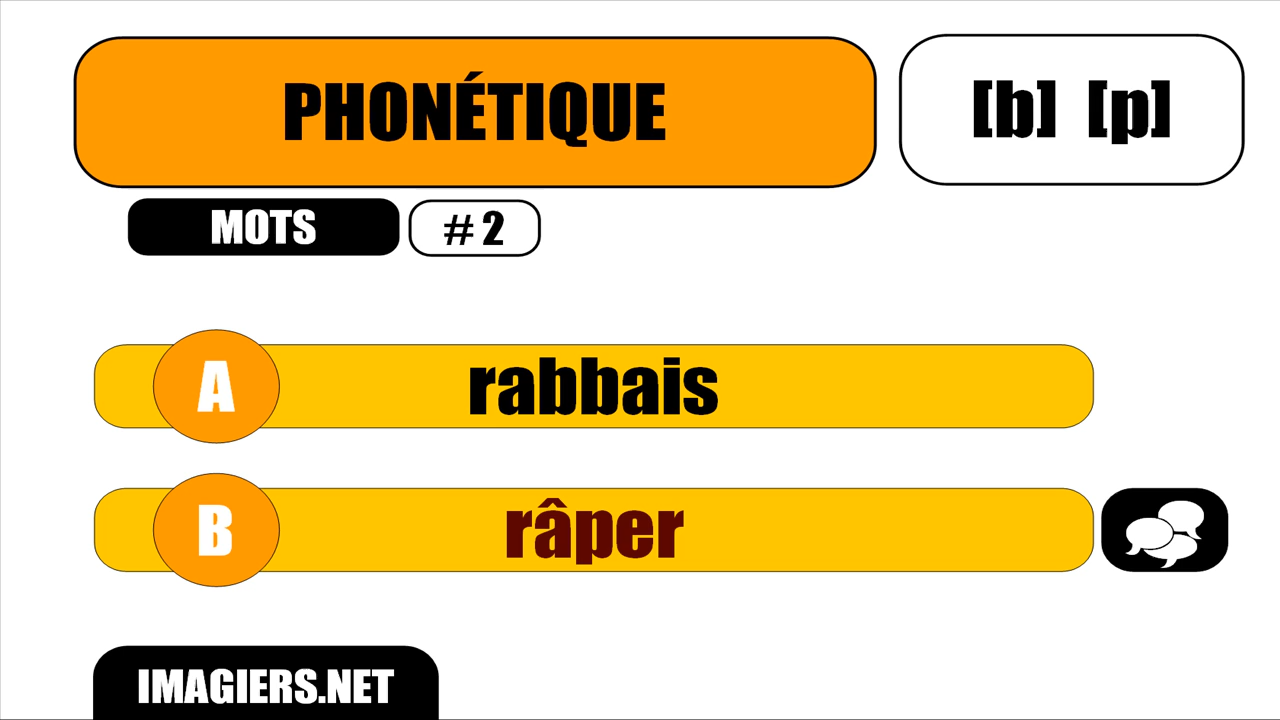 PHONÉTIQUE
[b] [p]
MOTS
# 2
A
rabbais
B
râper
IMAGIERS.NET